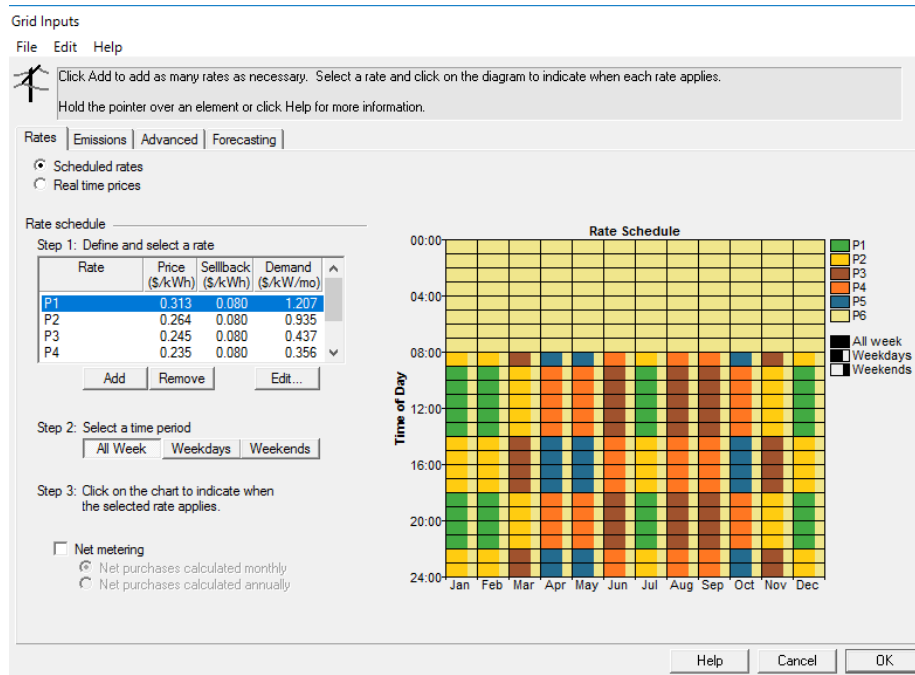 Grid Inputs
File Edit Help
Click Add to add as many rates as necessary. Select a rate and click on the diagram to indicate when each rate applies.
Hold the pointer over an element or click Help for more information.
Rates Emissions Advanced Forecasting
Scheduled rates
Real time prices
Rate schedule
Step 1: Define and select a rate
Rate Price Sellback Demand
($/kWh) ($/kWh) ($/kW/mo)
P1 0.313 0.080 1.207
P2 0.264 0.080 0.935
P3 0.245 0.080 0.437
P4 0.235 0.080 0.356
Add Remove Edit...
Step 2: Select a time period
All Week Weekdays Weekends
Step 3: Click on the chart to indicate when
the selected rate applies.
Net metering
Net purchases calculated monthly
Net purchases calculated annually
Rate Schedule
Time of Day
00:00
04:00
08:00
12:00
16:00
20:00
24:00
Jan Feb Mar Apr May Jun Jul Aug Sep Oct Nov Dec
P1
P2
P3
P4
P5
P6
All week
Weekdays
Weekends
Help Cancel OK